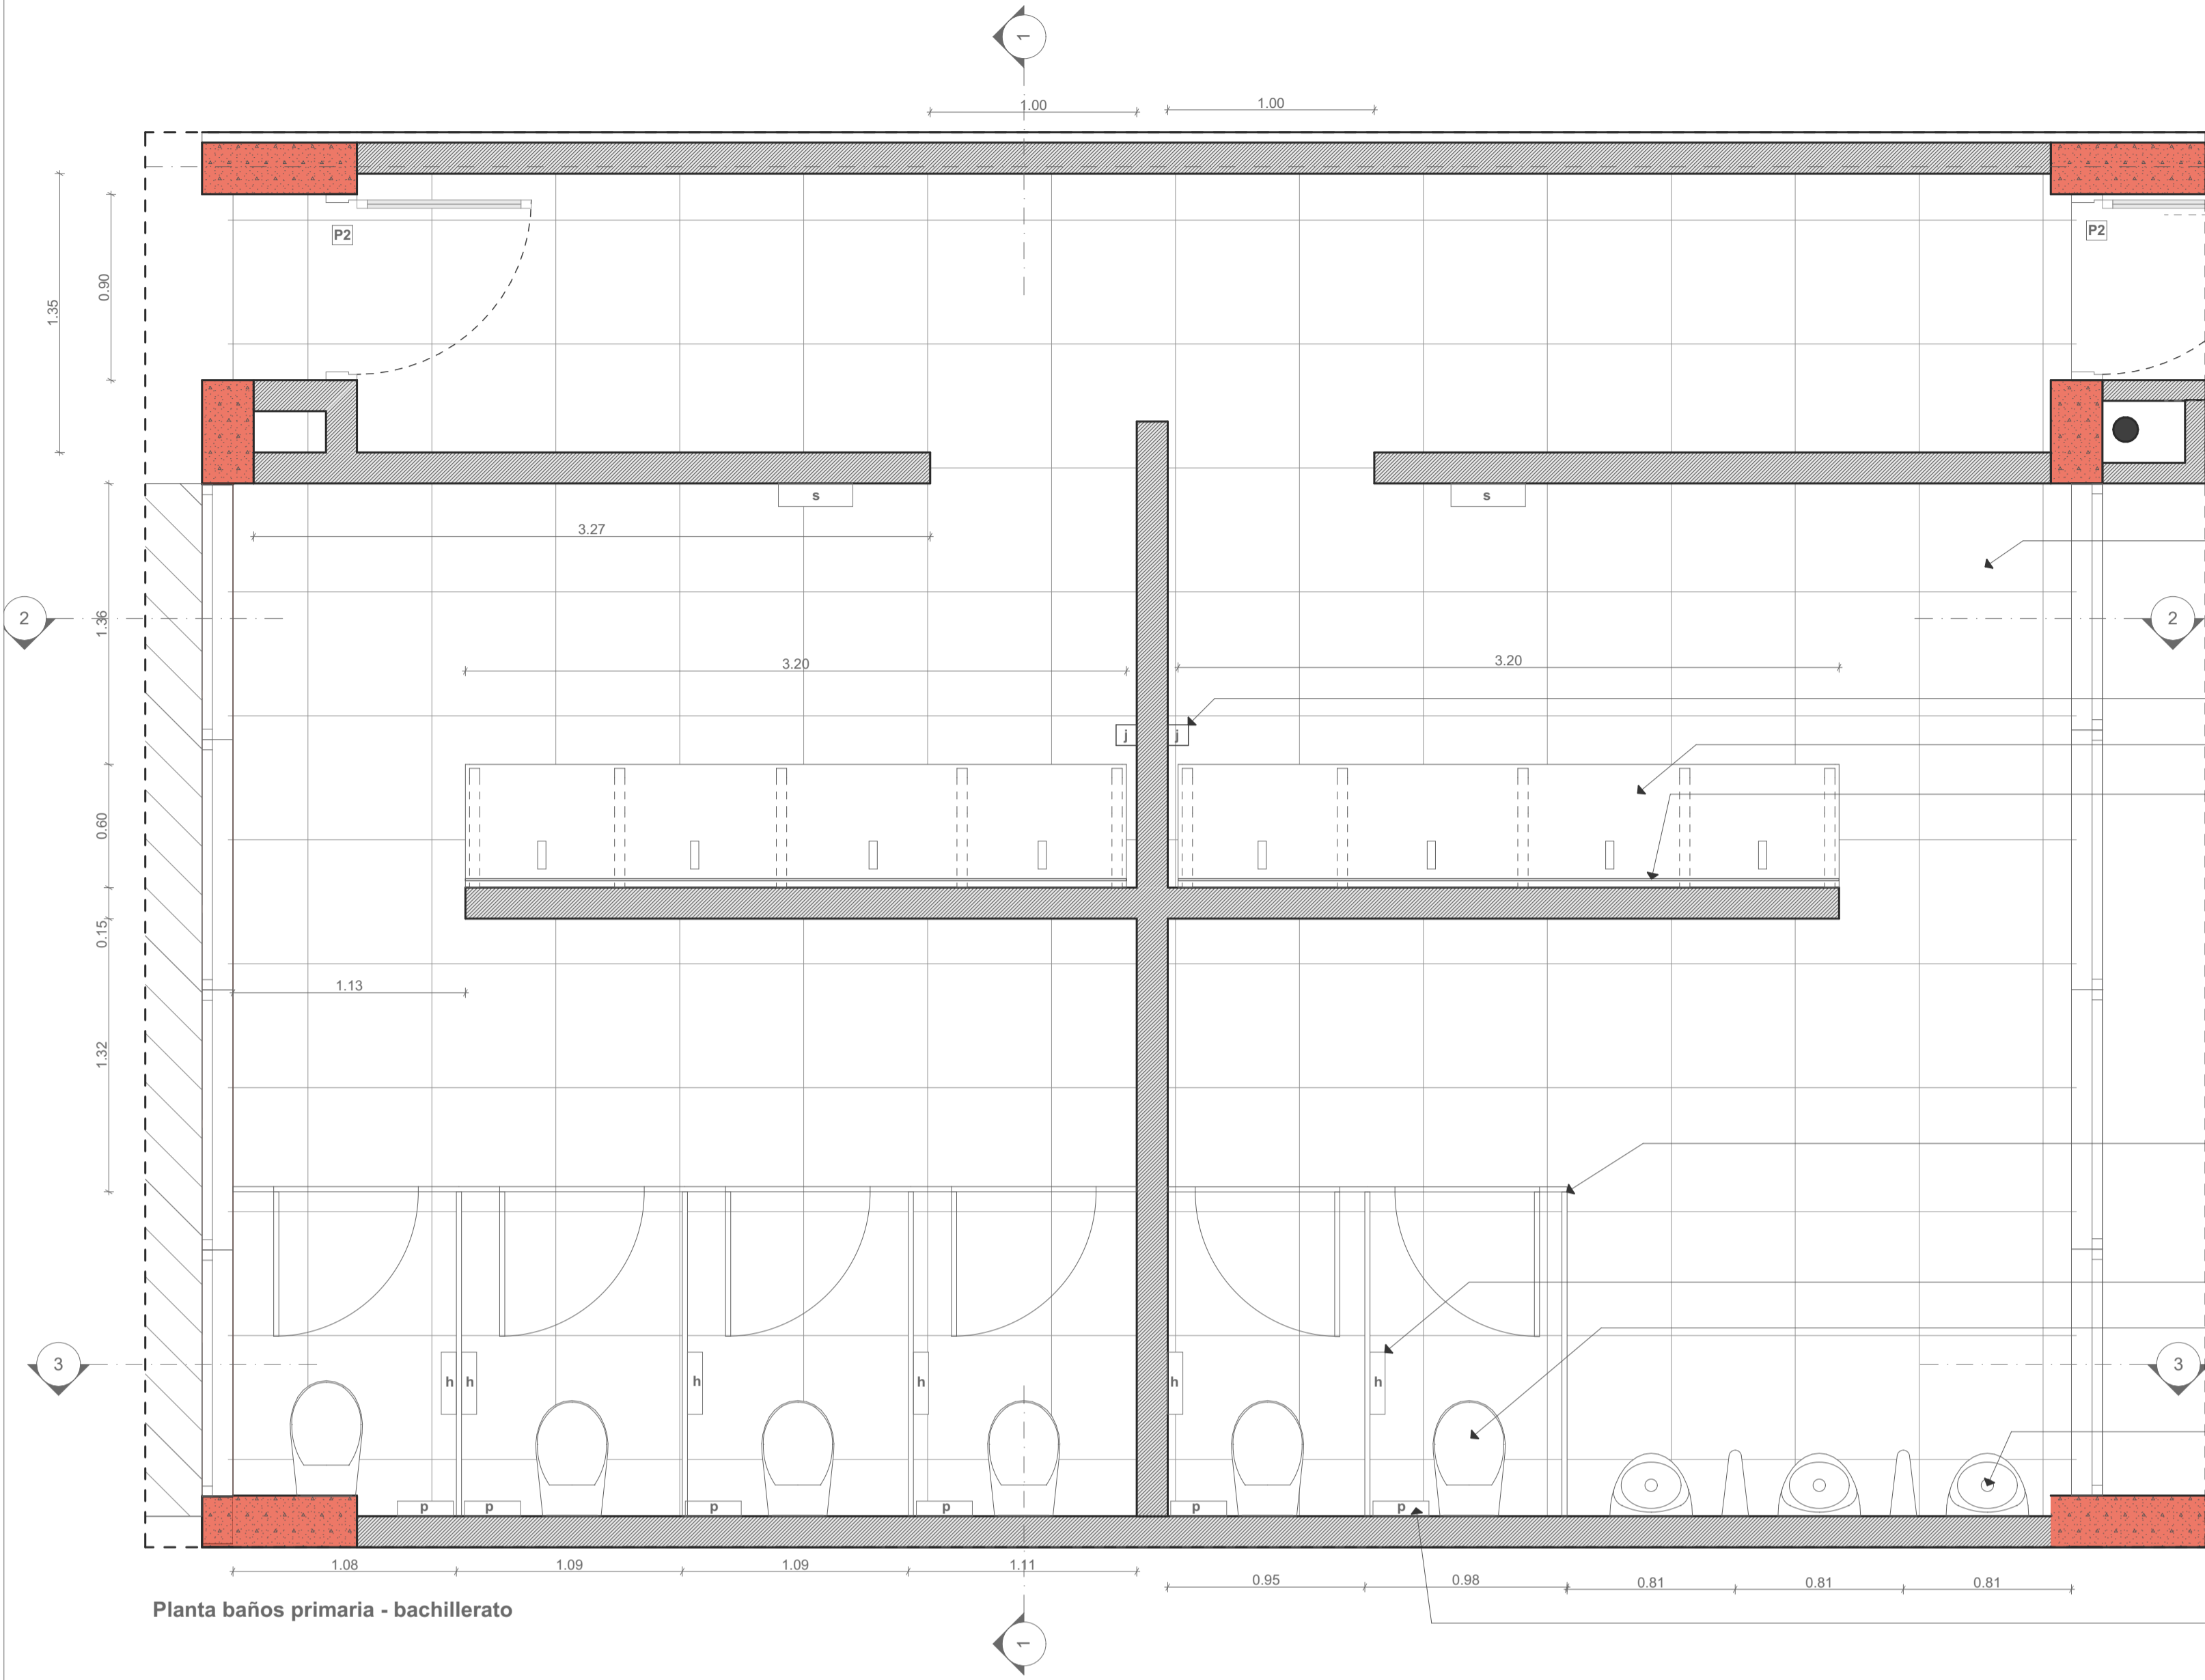 1
1.00
1.00
P2
P2
0.90
1.35
s
s
3.27
2
1.36
2
3.20
3.20
j
j
0.60
0.15
1.13
1.32
3
3
h
h
h
h
h
h
p
p
p
p
p
p
1.08
1.09
1.09
1.11
0.95
0.98
0.81
0.81
0.81
Planta baños primaria - bachillerato
1